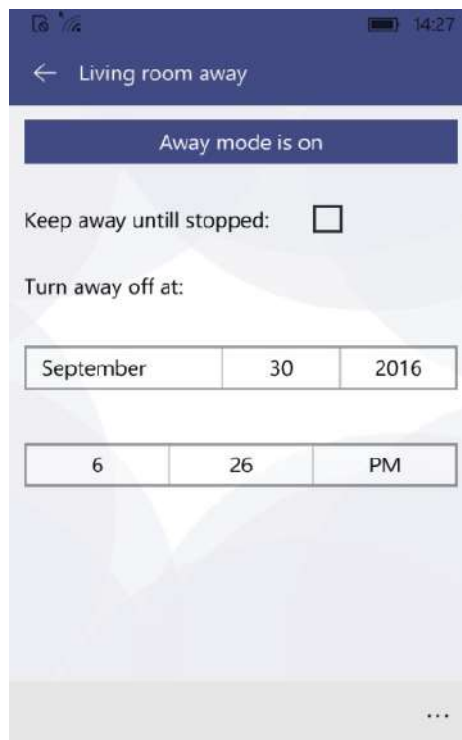 14:27
Living room away
Away mode is on
Keep away untill stopped:
Turn away off at:
September 30 2016
6 26 PM
...